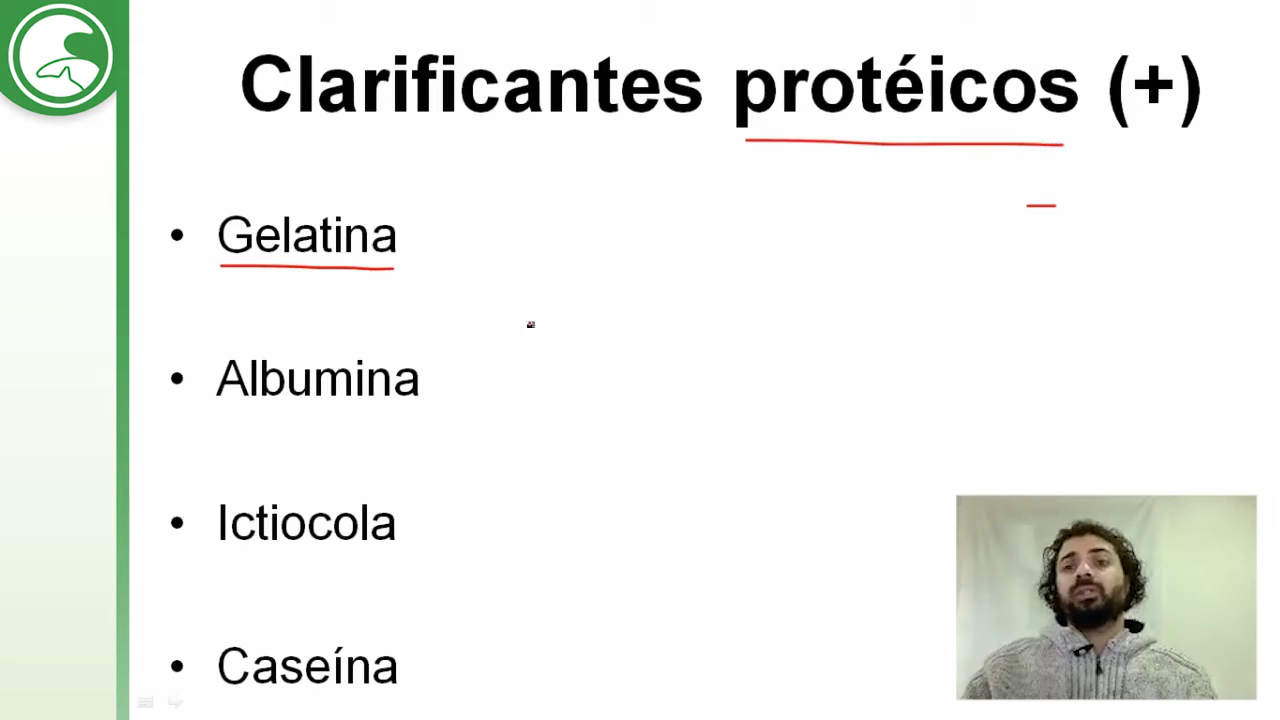 Clarificantes protéicos (+)
• Gelatina
• Albumina
• Ictiocola
• Caseína